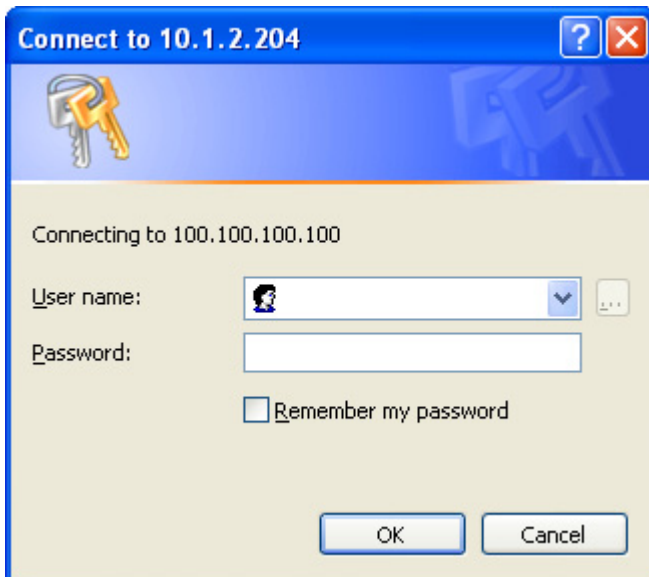 Connect to 10.1.2.204
?
Connecting to 100.100.100.100
User name:
...
Password:
Remember my password
OK Cancel